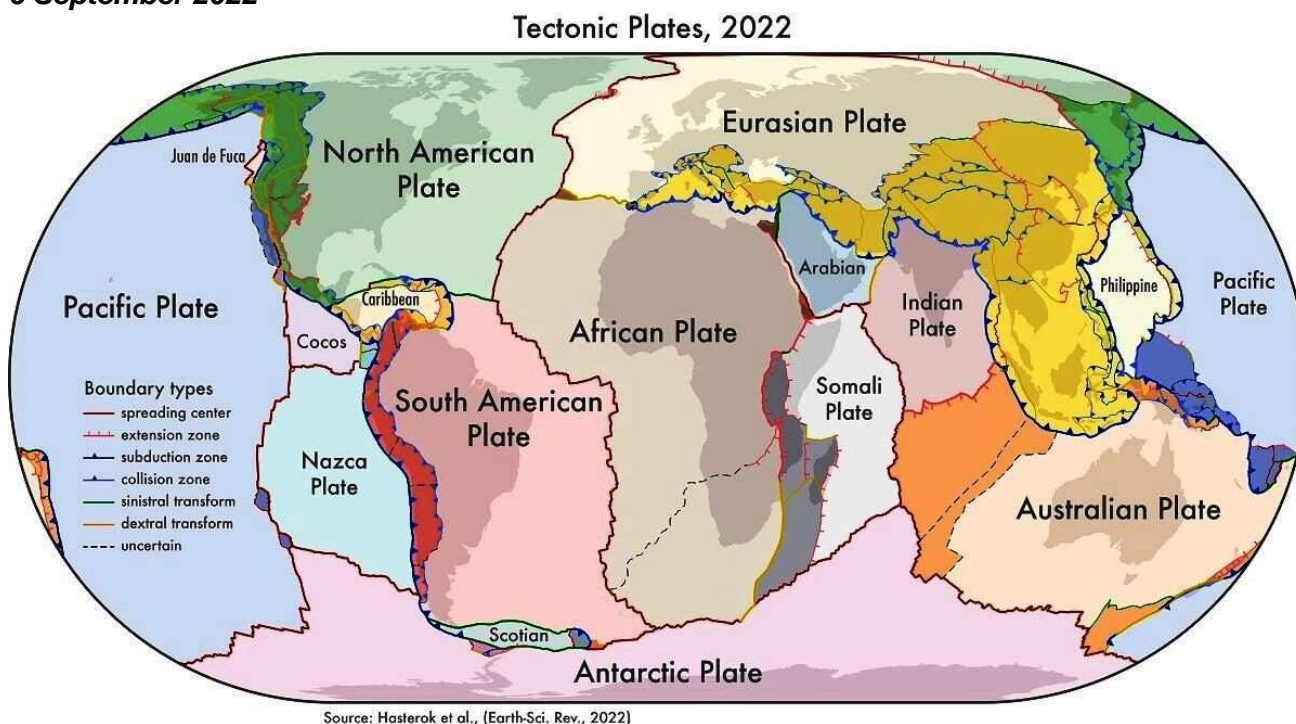 September 2022
Tectonic Plates, 2022
Eurasian Plate
Juan de Fuca
North American
Plate
Arabian
Pacific
Plate
Philippine
Caribbean
Indian
Plate
Pacific Plate
African Plate
Cocos
Somali
Plate
Boundary types
spreading center
extension zone
subduction zone
collision zone
sinistral transform
dextral transform
uncertain
South American
Plate
Nazca
Plate
Australian Plate
Scotian
Antarctic Plate
Source: Hasterok et al., (Earth-Sci. Rev., 2022)